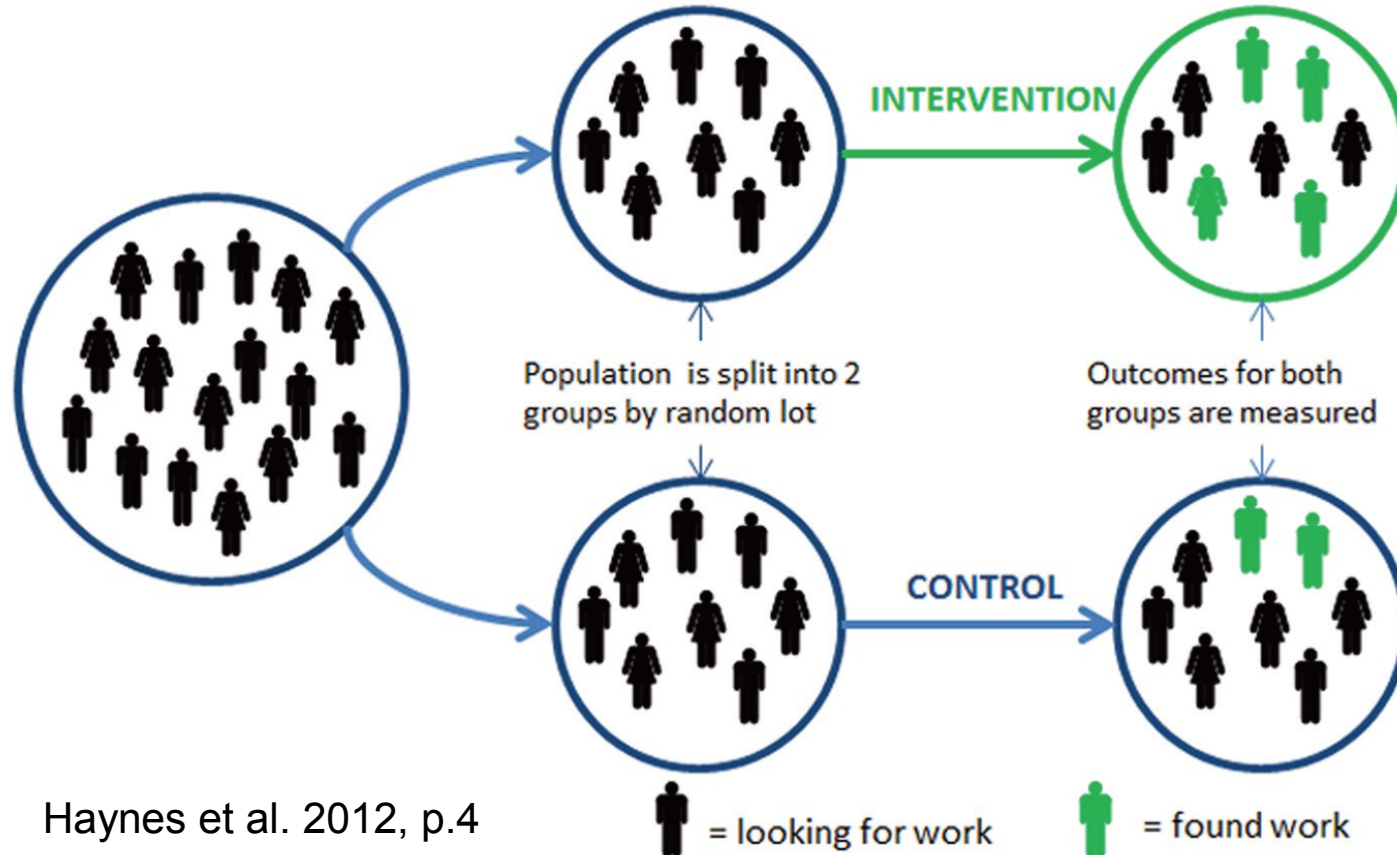 INTERVENTION
Population is split into 2
groups by random lot
Outcomes for both
groups are measured
CONTROL
Haynes et al. 2012, p.4
= looking for work
= found work